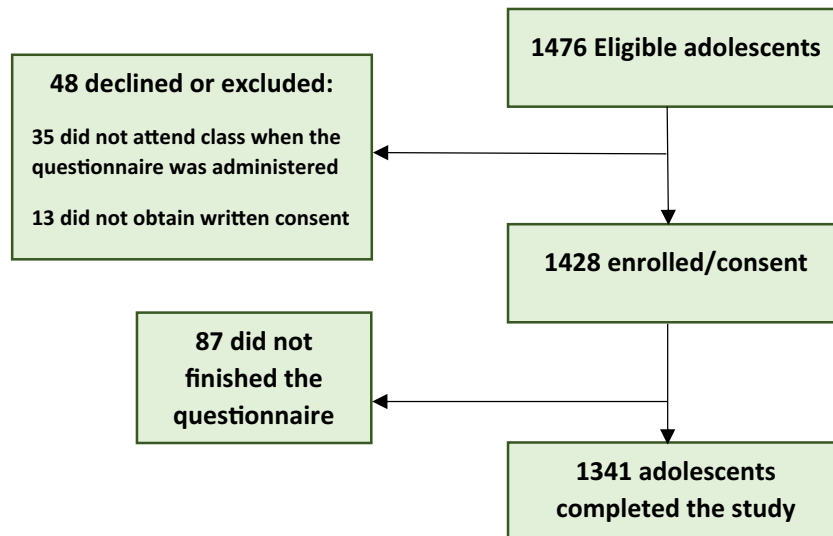 1476 Eligible adolescents
48 declined or excluded:
35 did not attend class when the
questionnaire was administered
13 did not obtain written consent
1428 enrolled/consent
87 did not
finished the
questionnaire
1341 adolescents
completed the study